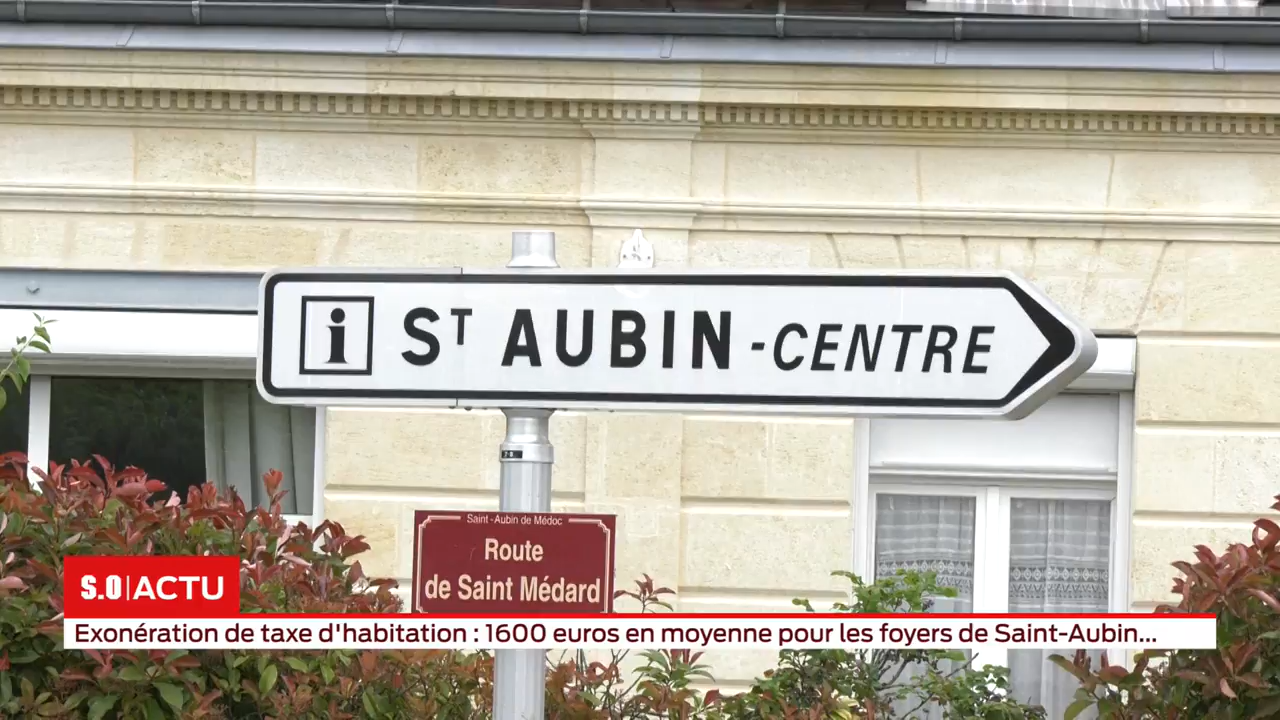 i ST AUBIN -CENTRE
Saint-Aubin de Médoc
Route
de Saint Médard
S.O|ACTU
Exonération de taxe d'habitation : 1600 euros en moyenne pour les foyers de Saint-Aubin...